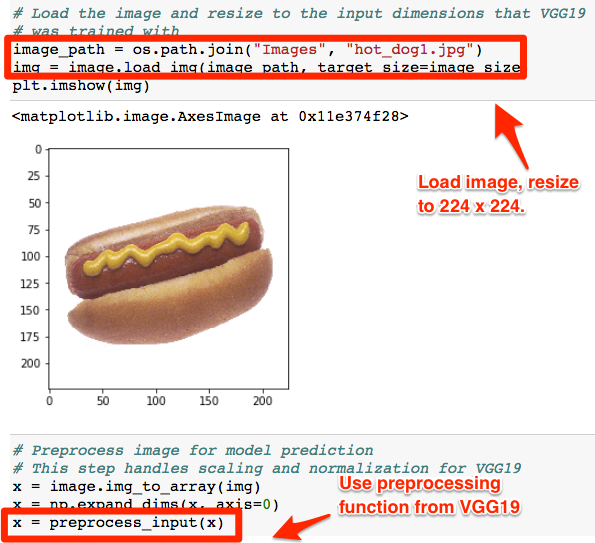 # Load the image and resize to the input dimensions that VGG19
# was trained with
image_path = os.path.join("Images", "hot_dog1.jpg")
img = image.load_img(image_path, target_size=image_size
plt.imshow(img)
<matplotlib.image.AxesImage at 0x11e374f28>
Load image, resize
to 224 x 224.
0
25
50
75
100
125
150
175
200
0 50 100 150 200
# Preprocess image for model prediction
# This step handles scaling and normalization for VGG19
x = image.img_to_array(img)
x = np.expand_dims(x, axis=0)
x = preprocess_input(x)
Use preprocessing
function from VGG19